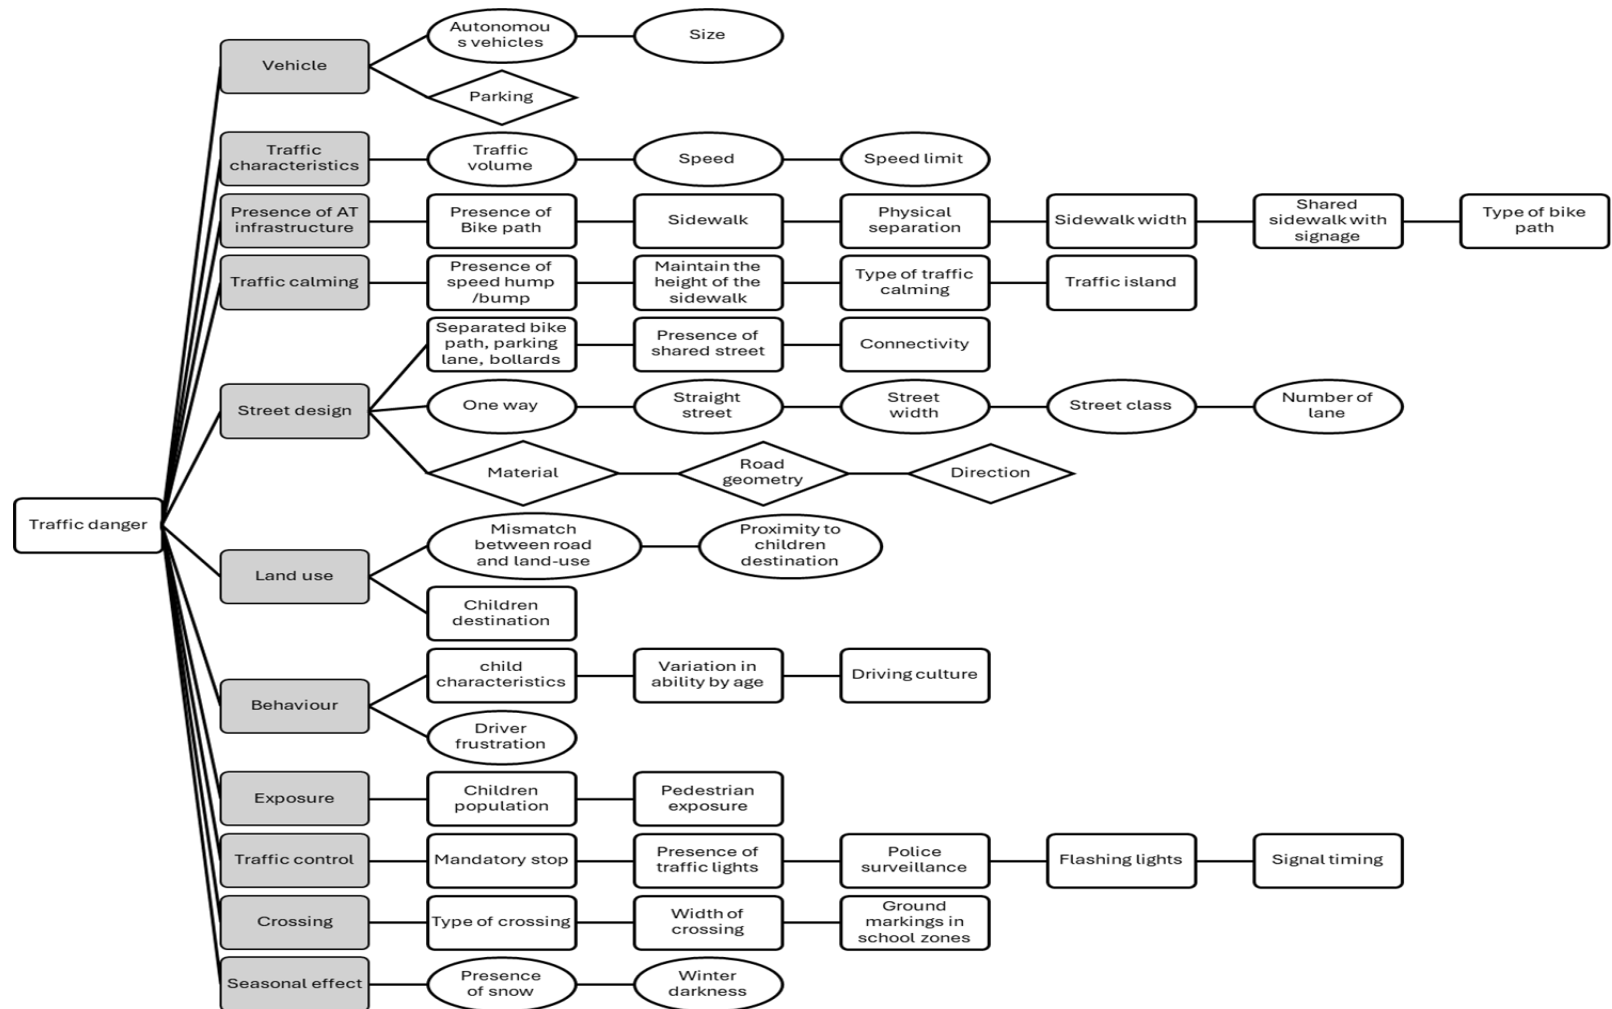 Vehicle
Autonomou
s vehicles
Size
Parking
Traffic
characteristics
Traffic
volume
Speed
Speed limit
Presence of AT
infrastructure
Presence of
Bike path
Sidewalk
Physical
separation
Sidewalk width
Shared
sidewalk with
signage
Type of bike
path
Traffic calming
Presence of
speed hump
/bump
Maintain the
height of the
sidewalk
Type of traffic
calming
Traffic island
Street design
Separated bike
path, parking
lane, bollards
Presence of
shared street
Connectivity
One way
Straight
street
Street
width
Street class
Number of
lane
Material
Road
geometry
Direction
Traffic danger
Land use
Mismatch
between road
and land-use
Proximity to
children
destination
Children
destination
Behaviour
child
characteristics
Variation in
ability by age
Driving culture
Driver
frustration
Exposure
Children
population
Pedestrian
exposure
Traffic control
Mandatory stop
Presence of
traffic lights
Police
surveillance
Flashing lights
Signal timing
Crossing
Type of crossing
Width of
crossing
Ground
markings in
school zones
Seasonal effect
Presence
of snow
Winter
darkness